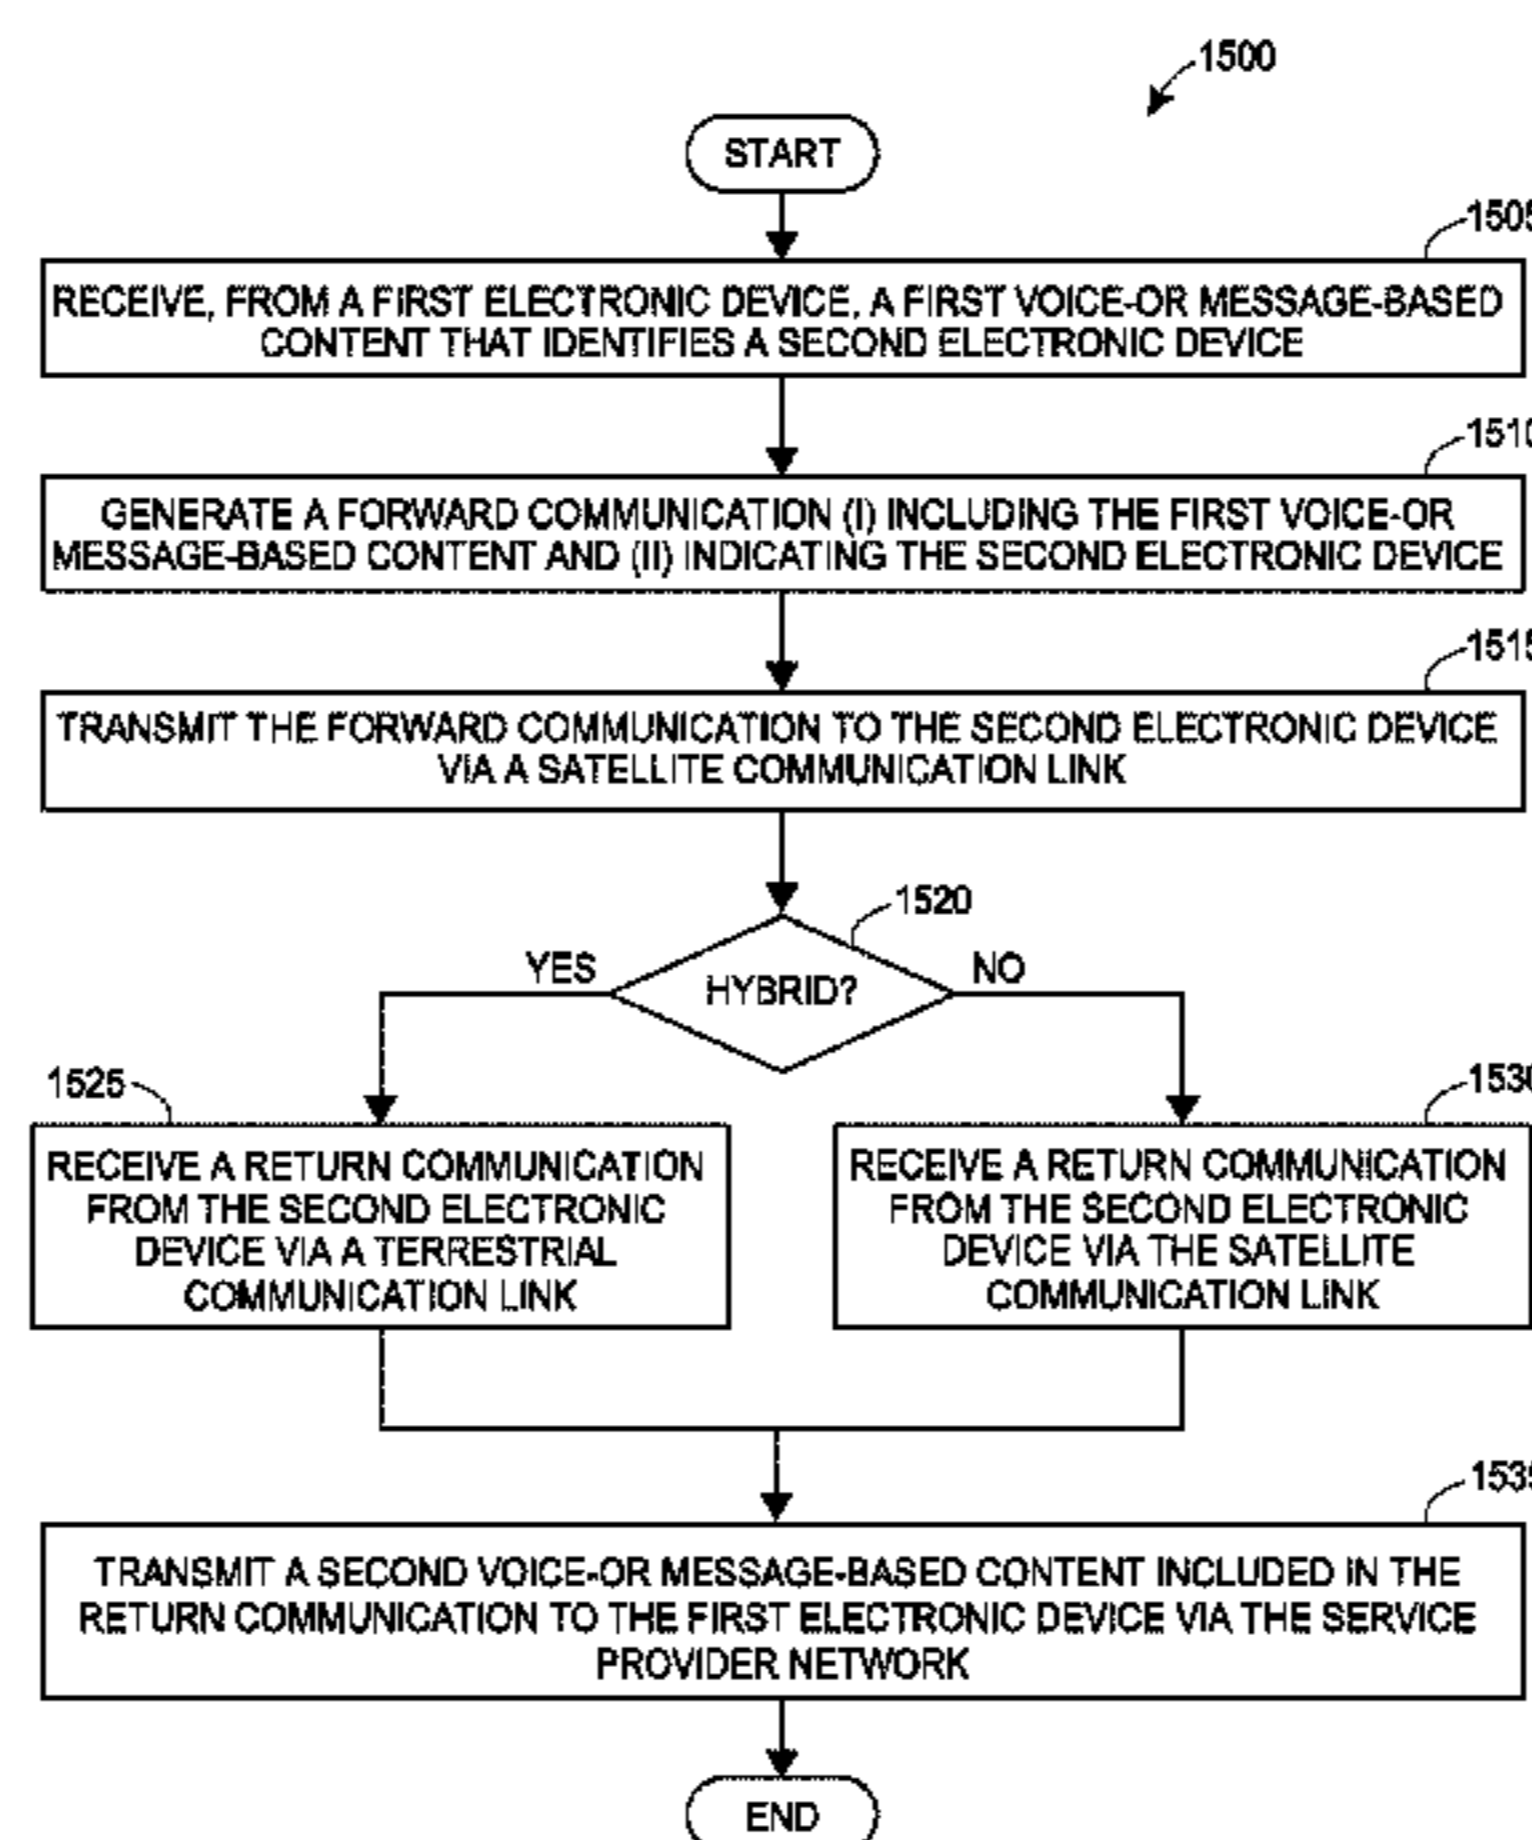 1500
START
1505
RECEIVE, FROM A FIRST ELECTRONIC DEVICE, A FIRST VOICE-OR MESSAGE-BASED
CONTENT THAT IDENTIFIES A SECOND ELECTRONIC DEVICE
1510
GENERATE A FORWARD COMMUNICATION (I) INCLUDING THE FIRST VOICE-OR
MESSAGE-BASED CONTENT AND (II) INDICATING THE SECOND ELECTRONIC DEVICE
1515
TRANSMIT THE FORWARD COMMUNICATION TO THE SECOND ELECTRONIC DEVICE
VIA A SATELLITE COMMUNICATION LINK
1520
YES
HYBRID?
NO
1525
RECEIVE A RETURN COMMUNICATION
FROM THE SECOND ELECTRONIC
DEVICE VIA A TERRESTRIAL
COMMUNICATION LINK
1530
RECEIVE A RETURN COMMUNICATION
FROM THE SECOND ELECTRONIC
DEVICE VIA THE SATELLITE
COMMUNICATION LINK
1535
TRANSMIT A SECOND VOICE-OR MESSAGE-BASED CONTENT INCLUDED IN THE
RETURN COMMUNICATION TO THE FIRST ELECTRONIC DEVICE VIA THE SERVICE
PROVIDER NETWORK
END